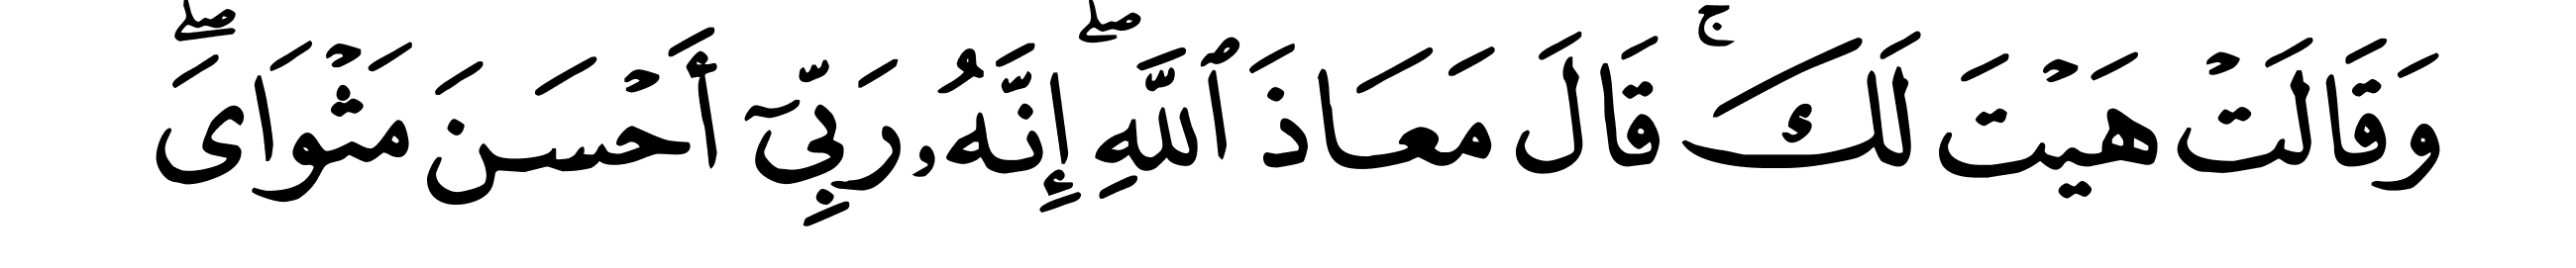 وَقَالَتْ هَيْتَ لَكَ ۚ قَالَ مَعَاذَ ٱللَّهِ ۖ إِنَّهُۥ رَبِّىٓ أَحْسَنَ مَثْوَاىَ ۖ